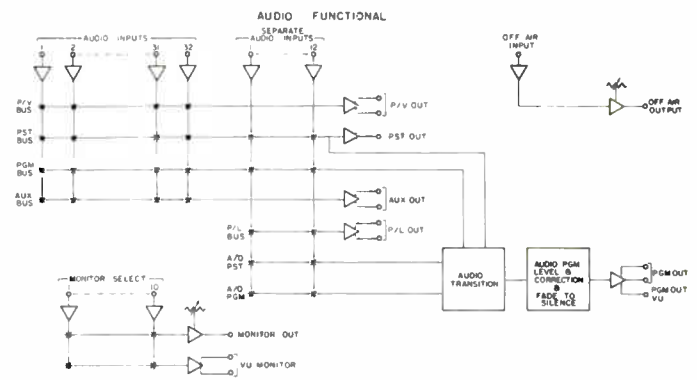 AUDIO FUNCTIONAL
AUDIO INPUTS
1 2 31 32
SEPARATE
AUDIO INPUTS
1 12
OFF AIR
INPUT
P/V
BUS
P/V OUT
OFF AIR
OUTPUT
PST
BUS
PST OUT
PGM
BUS
AUX
BUS
AUX OUT
P/L
BUS
P/L OUT
A/O
PST
A/O
PGM
AUDIO
TRANSITION
AUDIO PGM
LEVEL &
CORRECTION
&
FADE TO
SILENCE
PGM OUT
PGM OUT
VU
MONITOR SELECT
1 10
MONITOR OUT
VU MONITOR